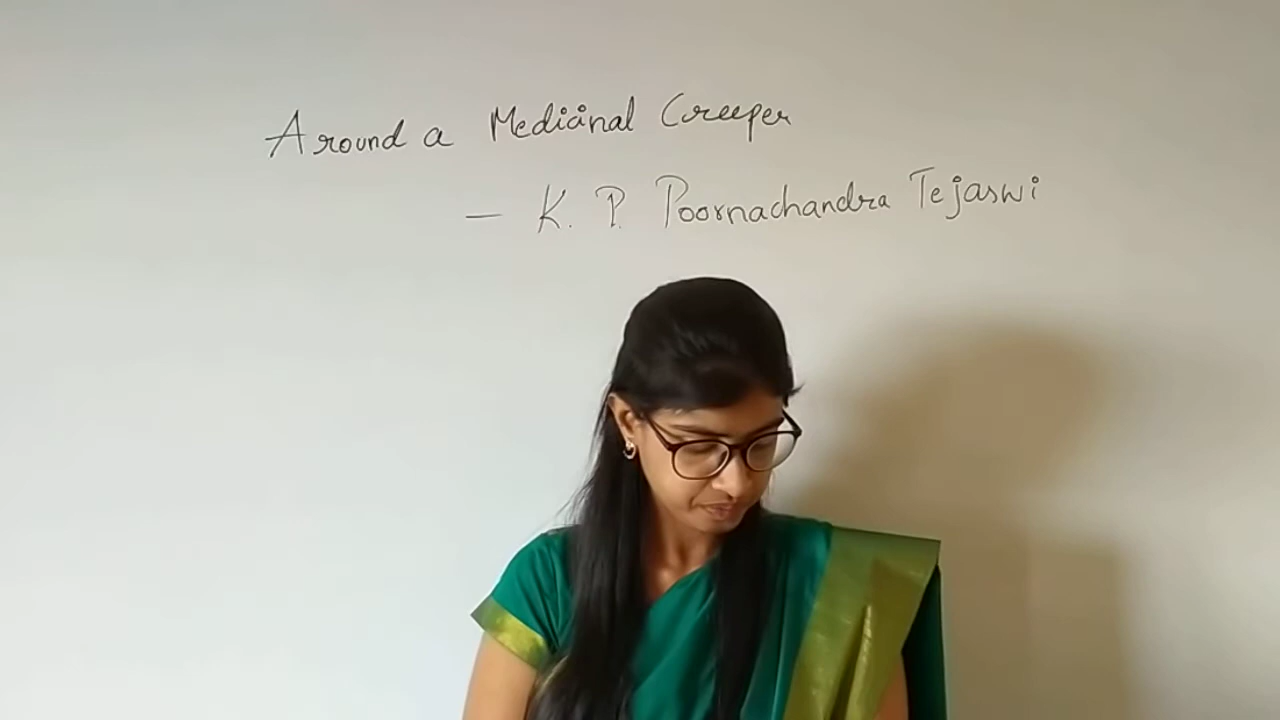 Around a Medicinal Creeper
— K. P. Poornachandra Tejaswi